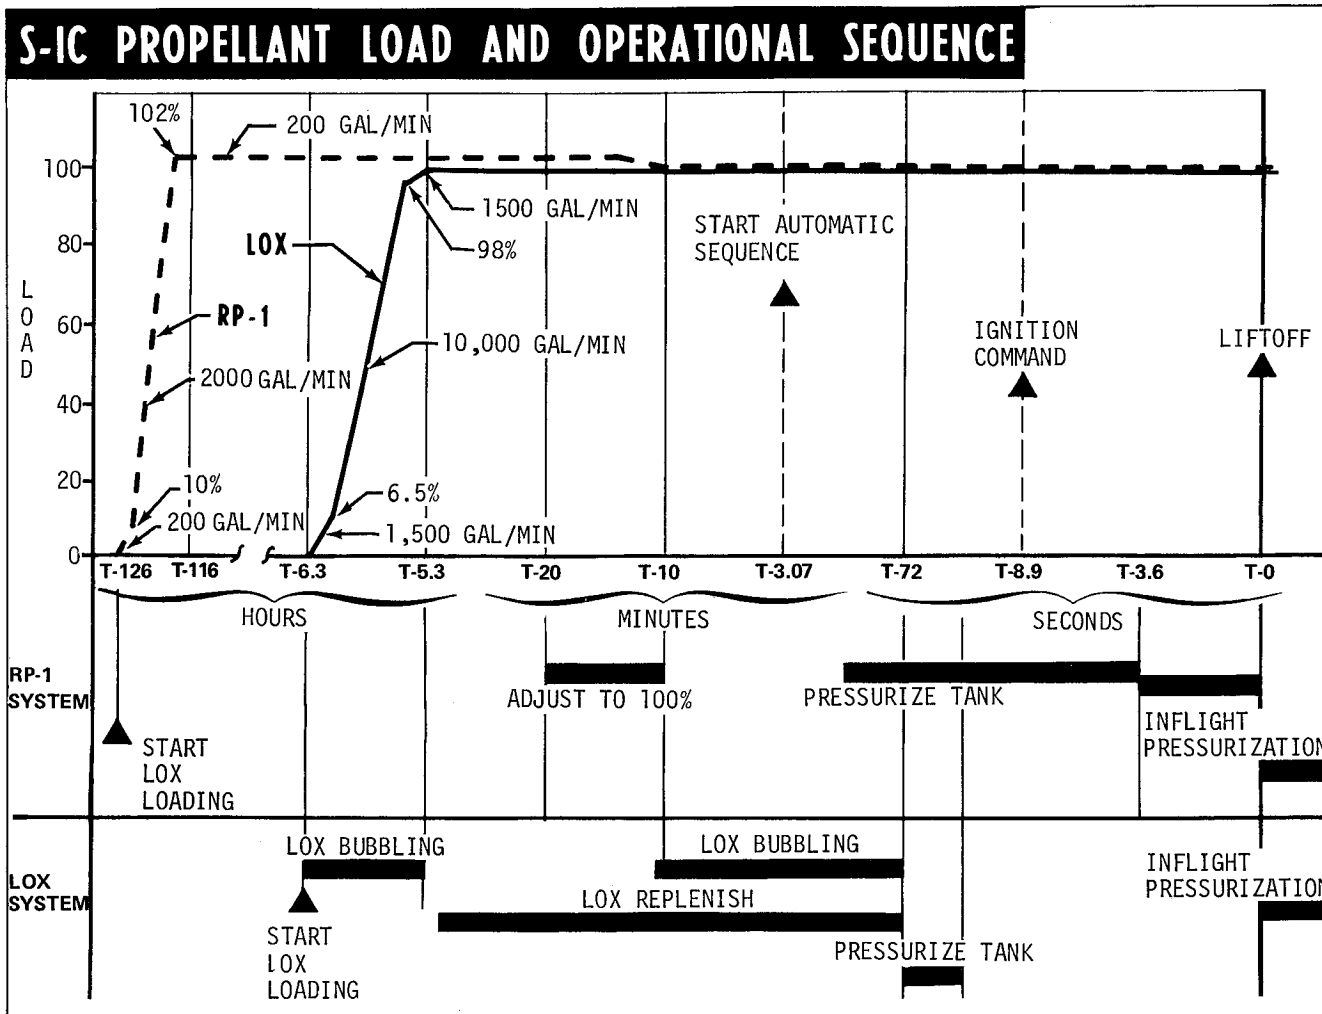 S-IC PROPELLANT LOAD AND OPERATIONAL SEQUENCE
102%
200 GAL/MIN
100
1500 GAL/MIN
START AUTOMATIC
SEQUENCE
80
LOX
98%
LOAD
RP-1
60
10,000 GAL/MIN
IGNITION
COMMAND
LIFTOFF
2000 GAL/MIN
40
20
10%
6.5%
200 GAL/MIN
1,500 GAL/MIN
0
T-126 T-116 T-6.3 T-5.3 T-20 T-10 T-3.07 T-72 T-8.9 T-3.6 T-0
HOURS MINUTES SECONDS
RP-1
SYSTEM
ADJUST TO 100%
PRESSURIZE TANK
INFLIGHT
PRESSURIZATION
START
LOX
LOADING
LOX BUBBLING
LOX BUBBLING
INFLIGHT
PRESSURIZATION
LOX
SYSTEM
LOX REPLENISH
START
LOX
LOADING
PRESSURIZE TANK